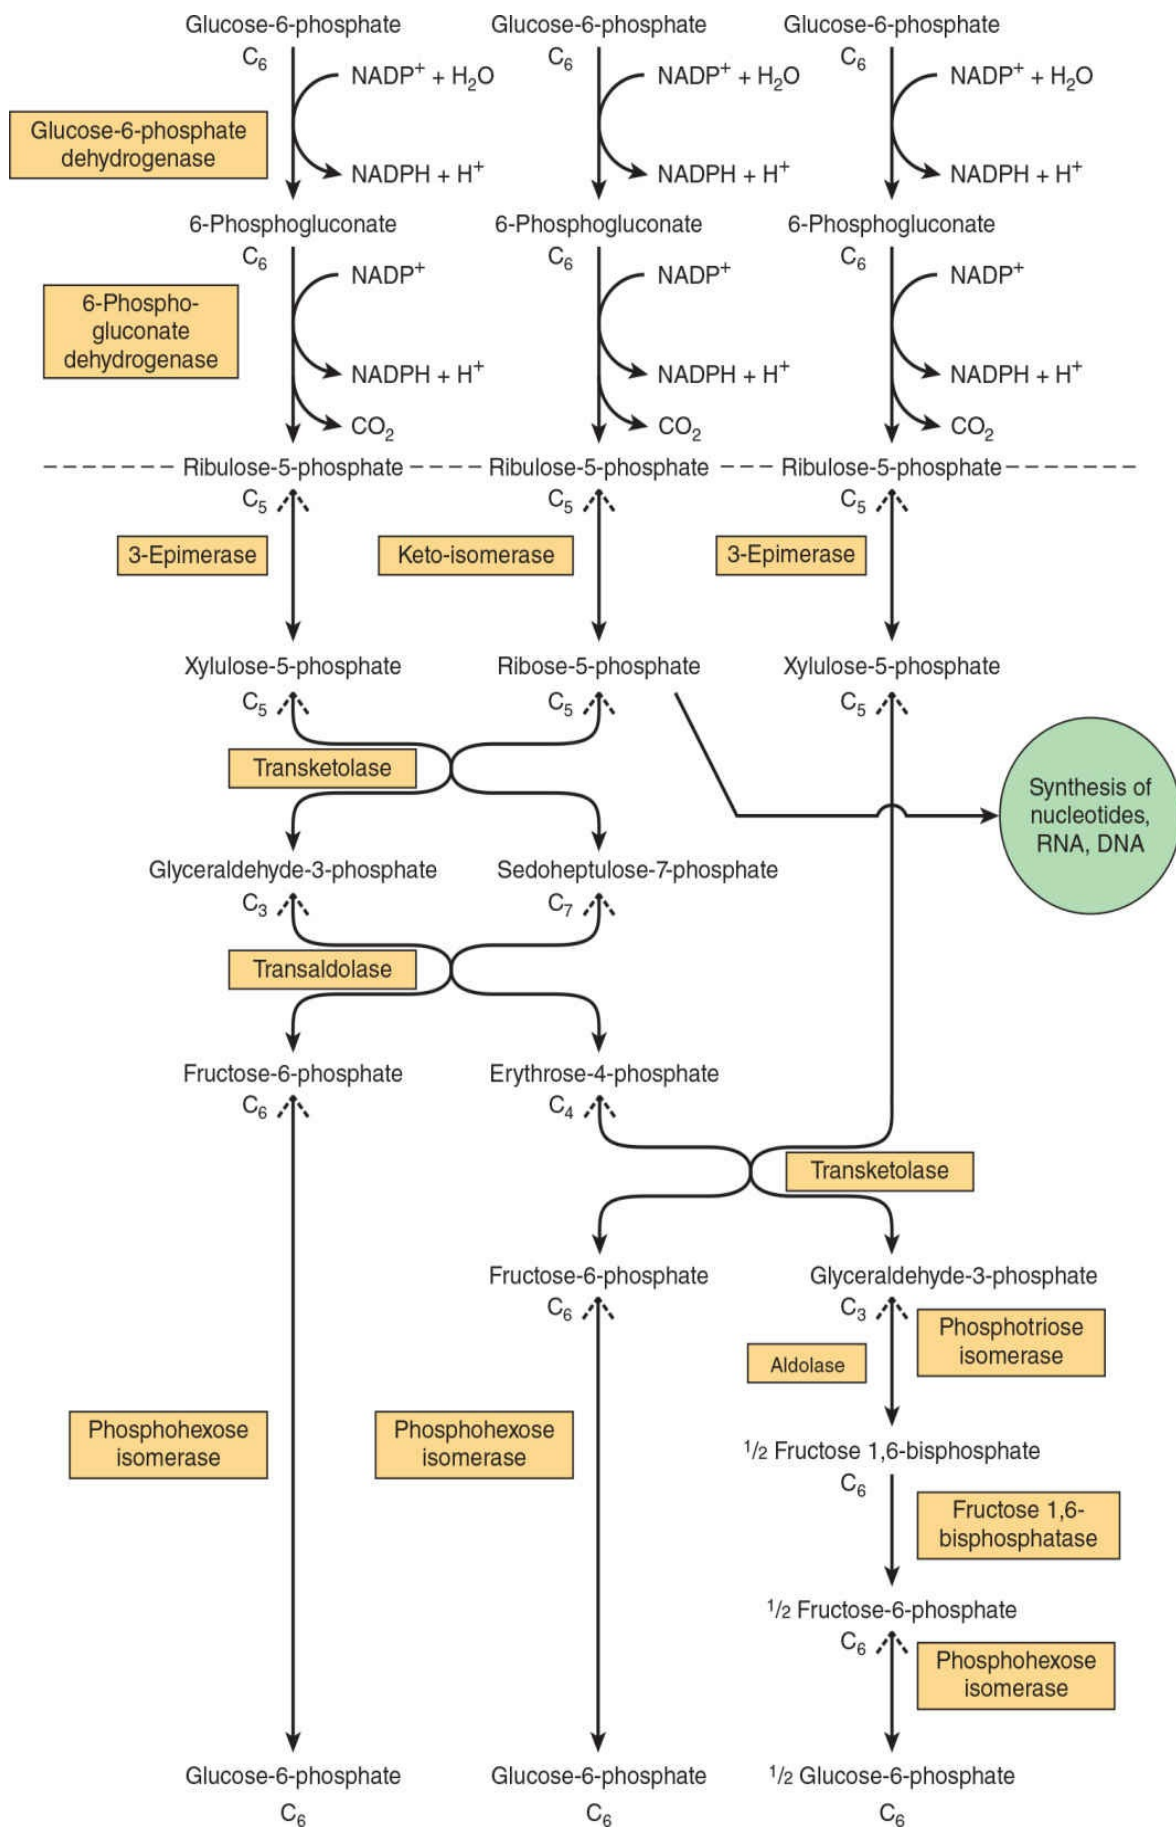 Glucose-6-phosphate Glucose-6-phosphate Glucose-6-phosphate
C₆ C₆ C₆
NADP⁺ + H₂O NADP⁺ + H₂O NADP⁺ + H₂O
Glucose-6-phosphate
dehydrogenase
NADPH + H⁺ NADPH + H⁺ NADPH + H⁺
6-Phosphogluconate 6-Phosphogluconate 6-Phosphogluconate
C₆ C₆ C₆
NADP⁺ NADP⁺ NADP⁺
6-Phospho-
gluconate
dehydrogenase
NADPH + H⁺ NADPH + H⁺ NADPH + H⁺
CO₂ CO₂ CO₂
Ribulose-5-phosphate Ribulose-5-phosphate Ribulose-5-phosphate
C₅ C₅ C₅
3-Epimerase Keto-isomerase 3-Epimerase
Xylulose-5-phosphate Ribose-5-phosphate Xylulose-5-phosphate
C₅ C₅ C₅
Transketolase
Synthesis of
nucleotides,
RNA, DNA
Glyceraldehyde-3-phosphate Sedoheptulose-7-phosphate
C₃ C₇
Transaldolase
Fructose-6-phosphate Erythrose-4-phosphate
C₆ C₄
Transketolase
Fructose-6-phosphate Glyceraldehyde-3-phosphate
C₆ C₃
Phosphotriose
isomerase
Aldolase
Phosphohexose
isomerase
Phosphohexose
isomerase
1/2 Fructose 1,6-bisphosphate
C₆
Fructose 1,6-
bisphosphatase
1/2 Fructose-6-phosphate
C₆
Phosphohexose
isomerase
Glucose-6-phosphate Glucose-6-phosphate 1/2 Glucose-6-phosphate
C₆ C₆ C₆